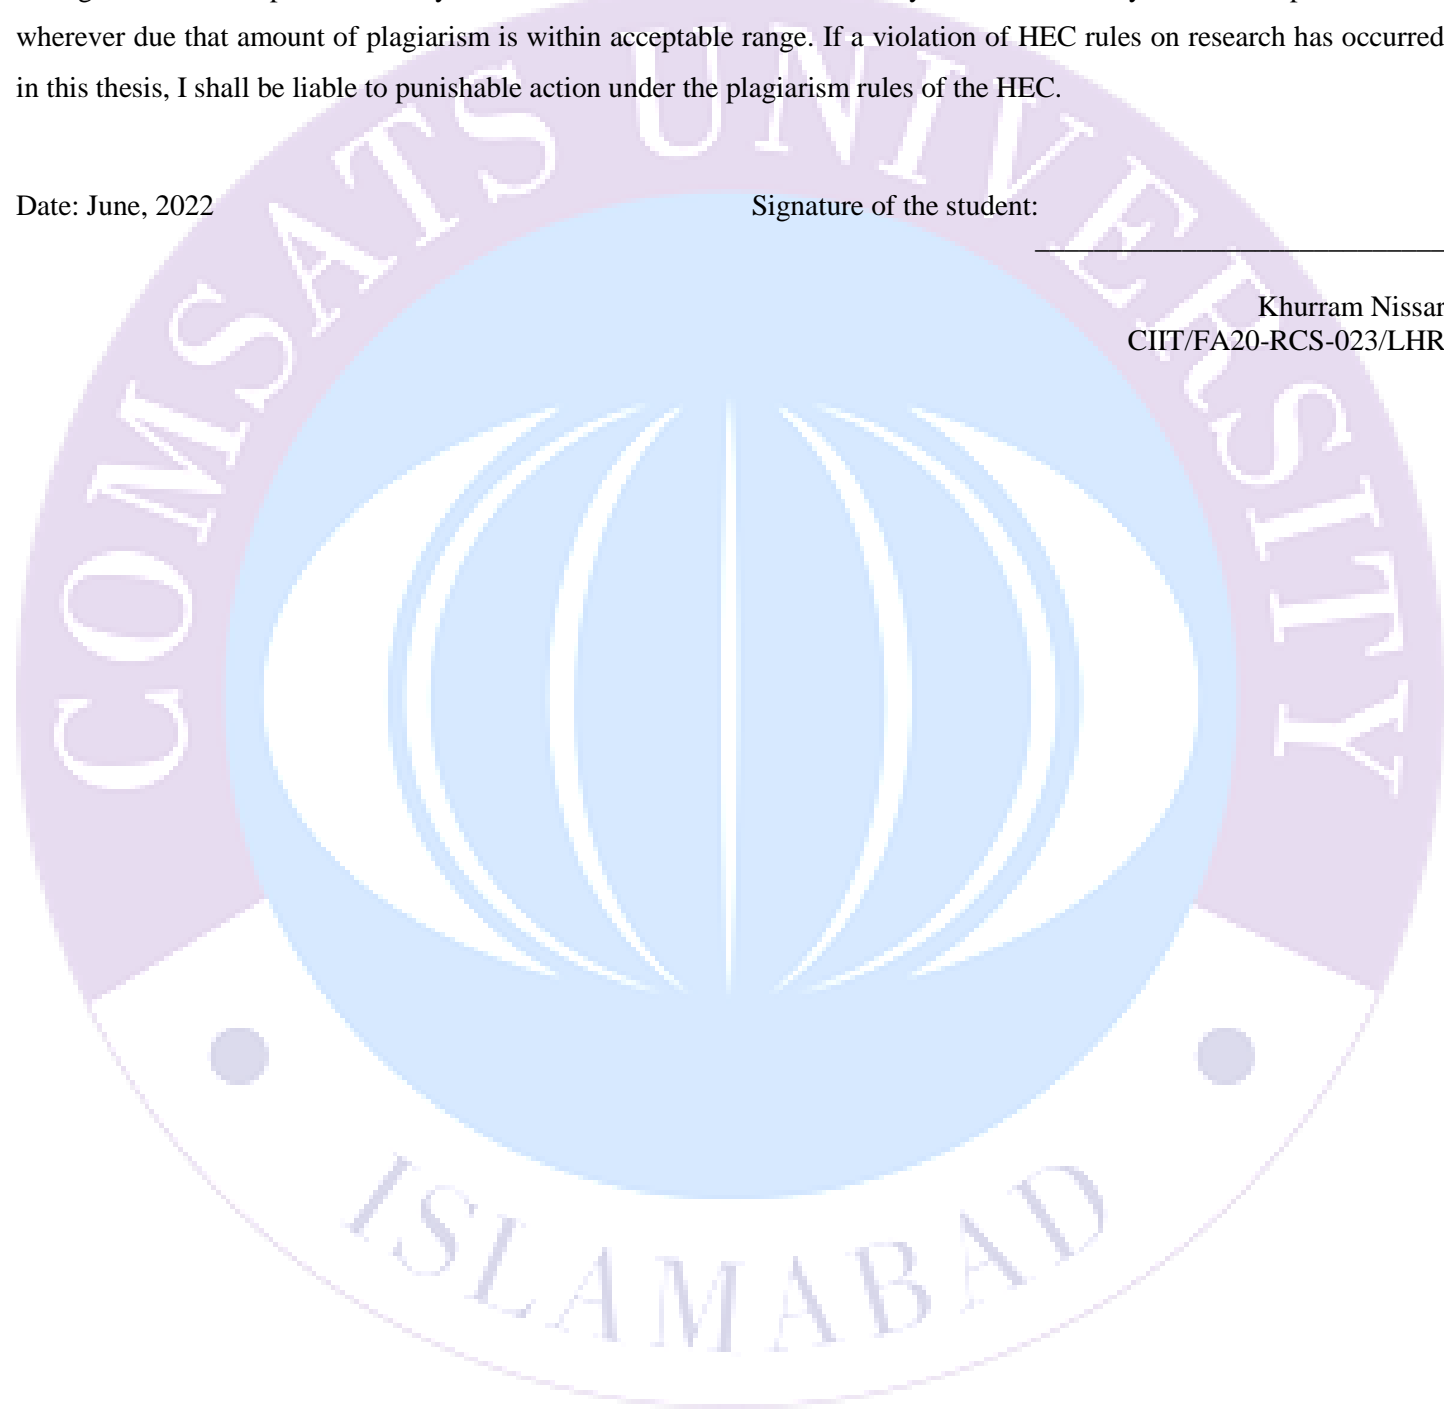 wherever due that amount of plagiarism is within acceptable range. If a violation of HEC rules on research has occurred
in this thesis, I shall be liable to punishable action under the plagiarism rules of the HEC.
Date: June, 2022 Signature of the student:
Khurram Nissar
CIIT/FA20-RCS-023/LHR
COMSATS UNIVERSITY
ISLAMABAD